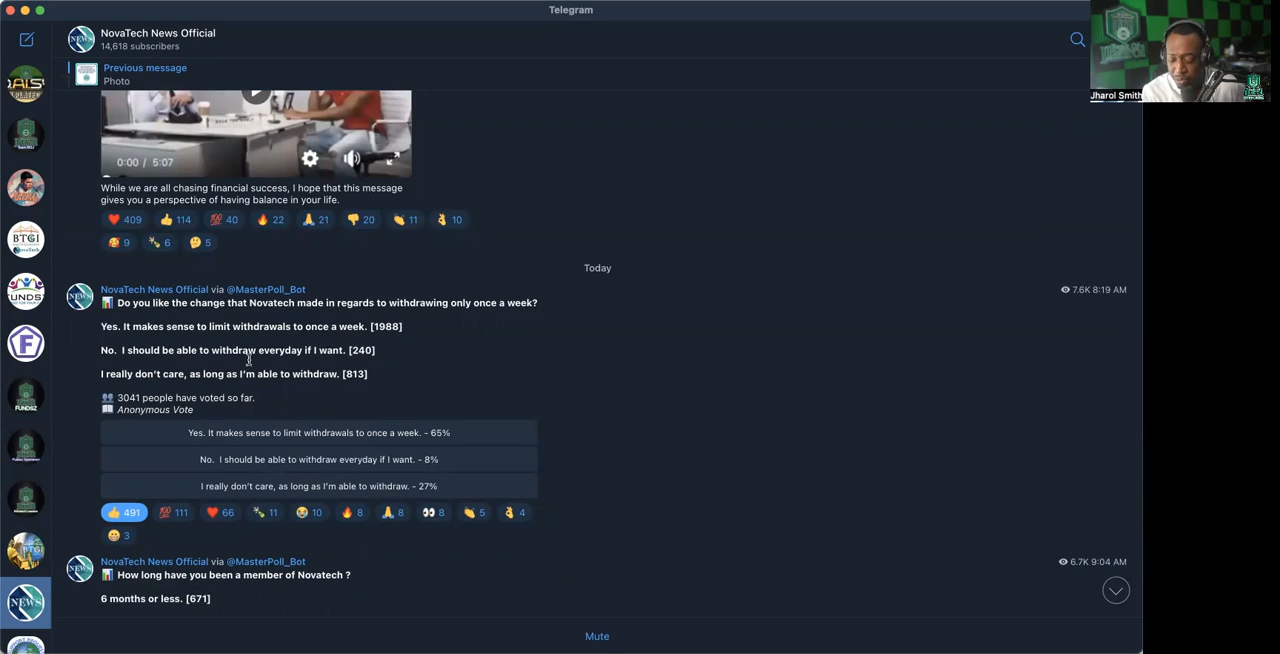 Telegram
NovaTech News Official
14,618 subscribers
Previous message
Photo
Jharol Smith
0:00 / 5:07
While we are all chasing financial success, I hope that this message
gives you a perspective of having balance in your life.
❤️ 409 👍 114 💯 40 🔥 22 🙏 21 👎 20 👏 11 👌 10
🥰 9 🍾 6 🤔 5
Today
NovaTech News Official via @MasterPoll_Bot 7.6K 8:19 AM
📊 Do you like the change that Novatech made in regards to withdrawing only once a week?
Yes. It makes sense to limit withdrawals to once a week. [1988]
No. I should be able to withdraw everyday if I want. [240]
I really don't care, as long as I'm able to withdraw. [813]
👥 3041 people have voted so far.
📖 Anonymous Vote
Yes. It makes sense to limit withdrawals to once a week. - 65%
No. I should be able to withdraw everyday if I want. - 8%
I really don't care, as long as I'm able to withdraw. - 27%
👍 491 💯 111 ❤️ 66 🍾 11 😭 10 🔥 8 🙏 8 👀 8 👏 5 👌 4
😁 3
NovaTech News Official via @MasterPoll_Bot 6.7K 9:04 AM
📊 How long have you been a member of Novatech ?
6 months or less. [671]
Mute
NEWS
BTGI
NovaTech
UNDS
F
FUNDSZ
BTGI
NEWS